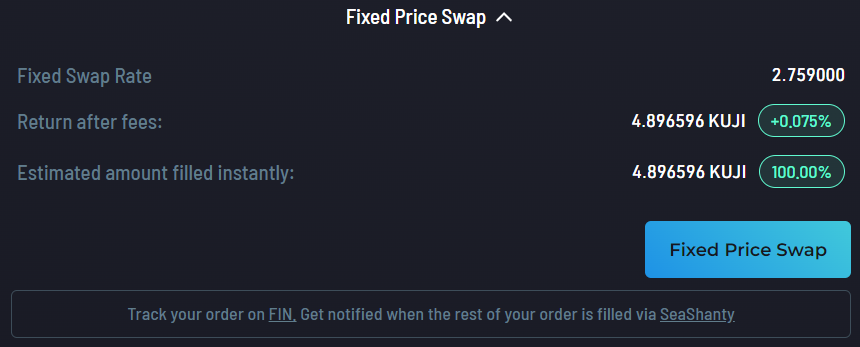 Fixed Price Swap
Fixed Swap Rate 2.759000
Return after fees: 4.896596 KUJI +0.075%
Estimated amount filled instantly: 4.896596 KUJI 100.00%
Fixed Price Swap
Track your order on FIN. Get notified when the rest of your order is filled via SeaShanty